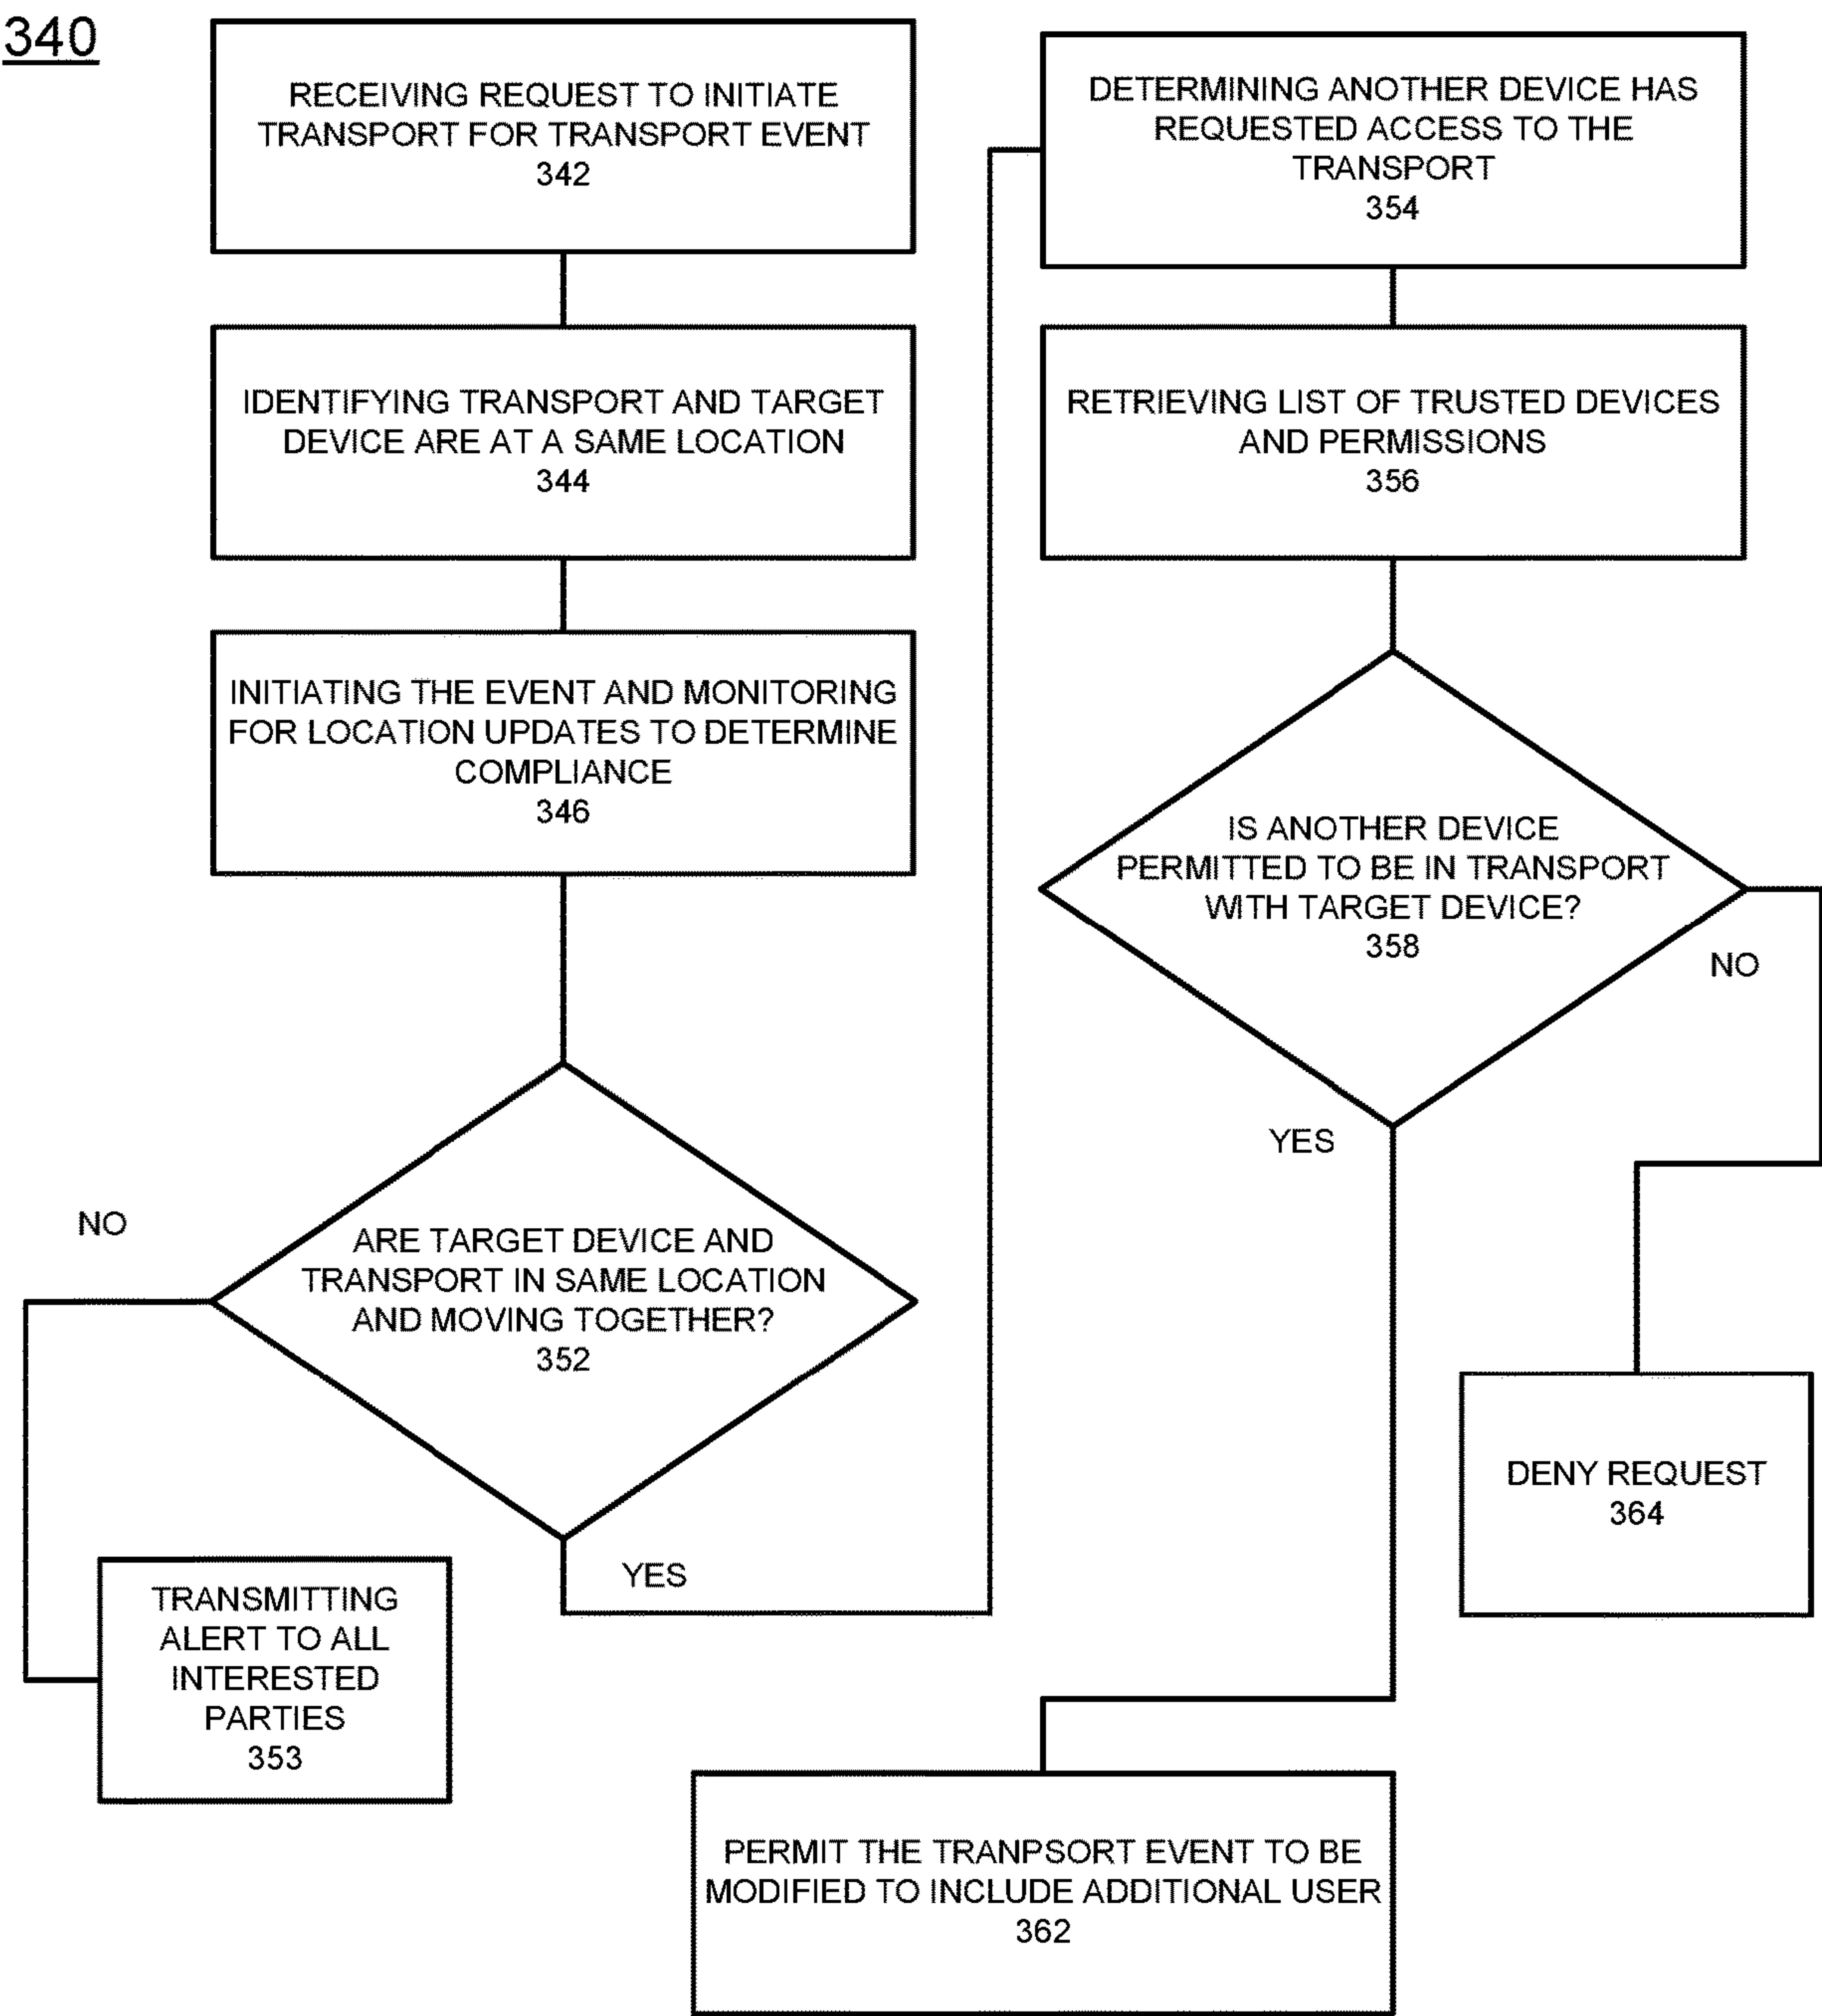 340
RECEIVING REQUEST TO INITIATE
TRANSPORT FOR TRANSPORT EVENT
342
IDENTIFYING TRANSPORT AND TARGET
DEVICE ARE AT A SAME LOCATION
344
INITIATING THE EVENT AND MONITORING
FOR LOCATION UPDATES TO DETERMINE
COMPLIANCE
346
NO
ARE TARGET DEVICE AND
TRANSPORT IN SAME LOCATION
AND MOVING TOGETHER?
352
YES
TRANSMITTING
ALERT TO ALL
INTERESTED
PARTIES
353
DETERMINING ANOTHER DEVICE HAS
REQUESTED ACCESS TO THE
TRANSPORT
354
RETRIEVING LIST OF TRUSTED DEVICES
AND PERMISSIONS
356
IS ANOTHER DEVICE
PERMITTED TO BE IN TRANSPORT
WITH TARGET DEVICE?
358
NO
YES
DENY REQUEST
364
PERMIT THE TRANPSORT EVENT TO BE
MODIFIED TO INCLUDE ADDITIONAL USER
362